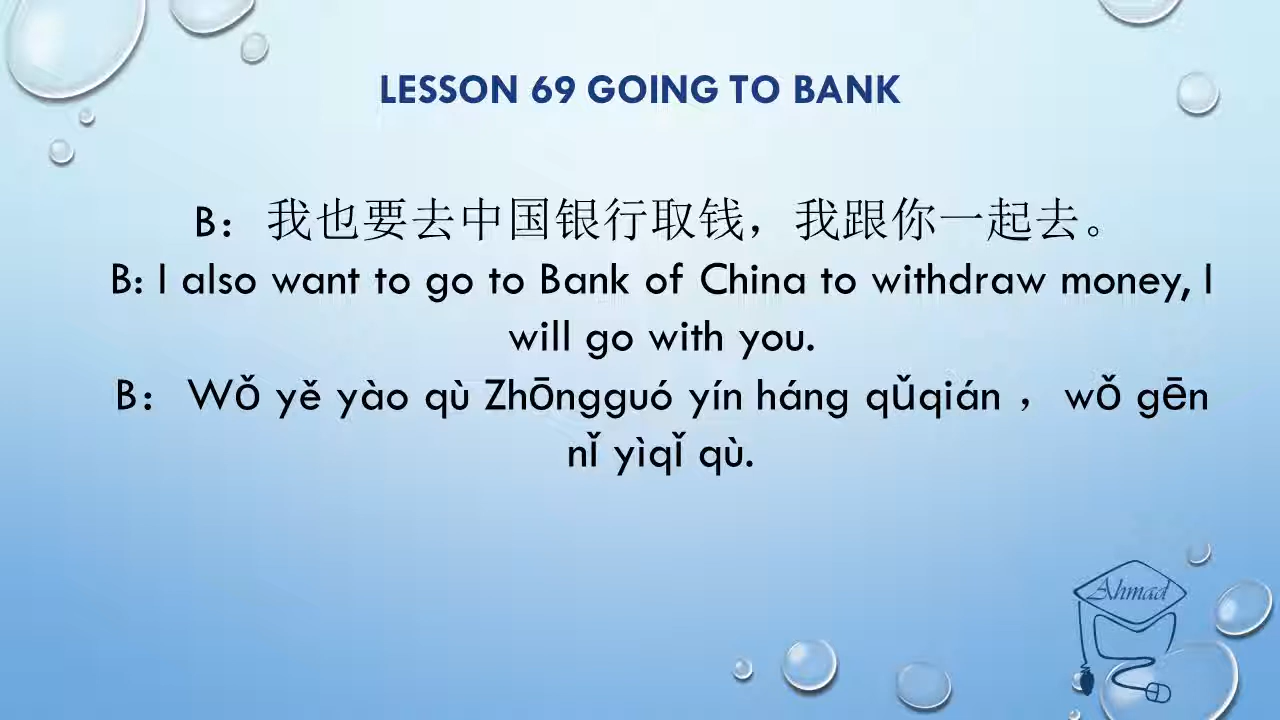 LESSON 69 GOING TO BANK
B：我也要去中国银行取钱，我跟你一起去。
B: I also want to go to Bank of China to withdraw money, I
will go with you.
B：Wǒ yě yào qù Zhōngguó yín háng qǔqián ，wǒ gēn
nǐ yìqǐ qù.
Ahmad